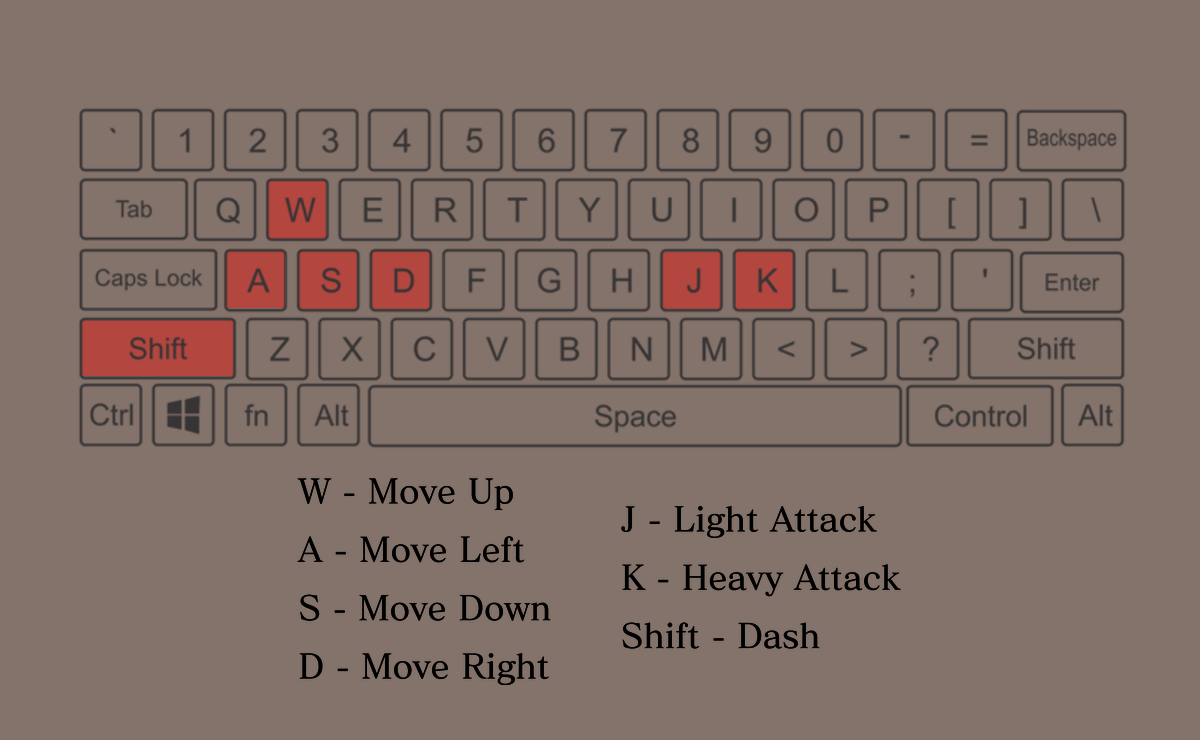 ` 1 2 3 4 5 6 7 8 9 0 - = Backspace
Tab Q W E R T Y U I O P [ ] \
Caps Lock A S D F G H J K L ; ' Enter
Shift Z X C V B N M < > ? Shift
Ctrl fn Alt Space Control Alt
W - Move Up
A - Move Left
S - Move Down
D - Move Right
J - Light Attack
K - Heavy Attack
Shift - Dash